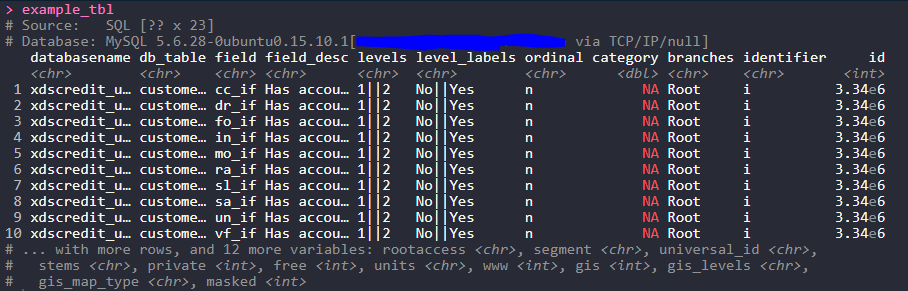 > example_tbl
# Source:   SQL [?? x 23]
# Database: MySQL 5.6.28-0ubuntu0.15.10.1[ via TCP/IP/null]
databasename db_table field field_desc levels level_labels ordinal category branches identifier id
<chr> <chr> <chr> <chr> <chr> <chr> <chr> <dbl> <chr> <chr> <int>
1 xdscredit_u… custome… cc_if Has accou… 1||2 No||Yes n NA Root i 3.34e6
2 xdscredit_u… custome… dr_if Has accou… 1||2 No||Yes n NA Root i 3.34e6
3 xdscredit_u… custome… fo_if Has accou… 1||2 No||Yes n NA Root i 3.34e6
4 xdscredit_u… custome… in_if Has accou… 1||2 No||Yes n NA Root i 3.34e6
5 xdscredit_u… custome… mo_if Has accou… 1||2 No||Yes n NA Root i 3.34e6
6 xdscredit_u… custome… ra_if Has accou… 1||2 No||Yes n NA Root i 3.34e6
7 xdscredit_u… custome… sl_if Has accou… 1||2 No||Yes n NA Root i 3.34e6
8 xdscredit_u… custome… sa_if Has accou… 1||2 No||Yes n NA Root i 3.34e6
9 xdscredit_u… custome… un_if Has accou… 1||2 No||Yes n NA Root i 3.34e6
10 xdscredit_u… custome… vf_if Has accou… 1||2 No||Yes n NA Root i 3.34e6
# ... with more rows, and 12 more variables: rootaccess <chr>, segment <chr>, universal_id <chr>,
#   stems <chr>, private <int>, free <int>, units <chr>, www <int>, gis <int>, gis_levels <chr>,
#   gis_map_type <chr>, masked <int>